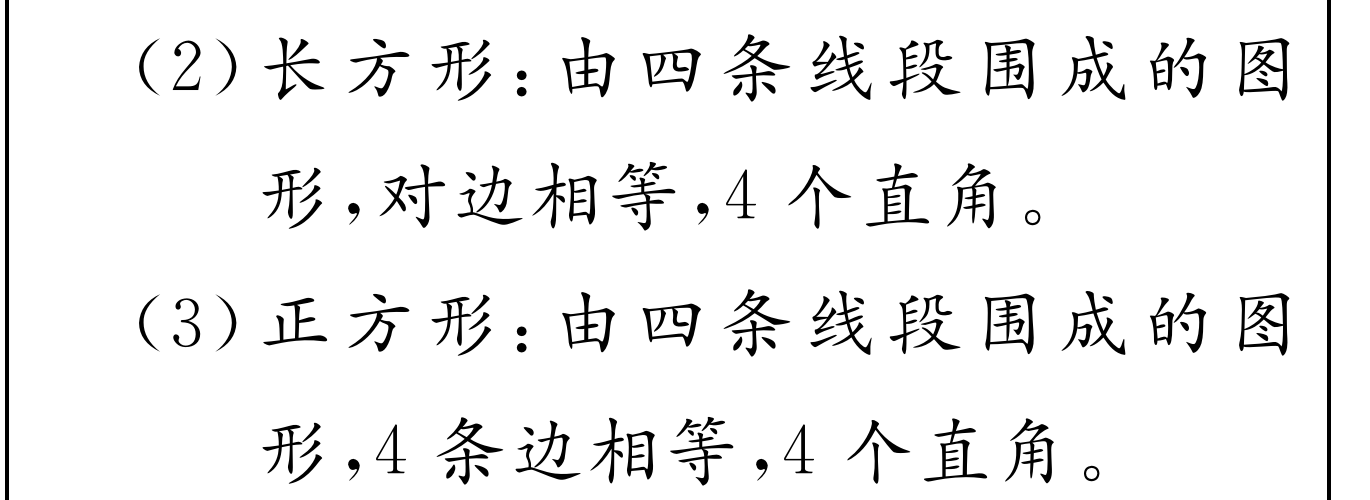 (2)长方形:由四条线段围成的图
形,对边相等,4 个直角。
(3)正方形:由四条线段围成的图
形,4 条边相等,4 个直角。